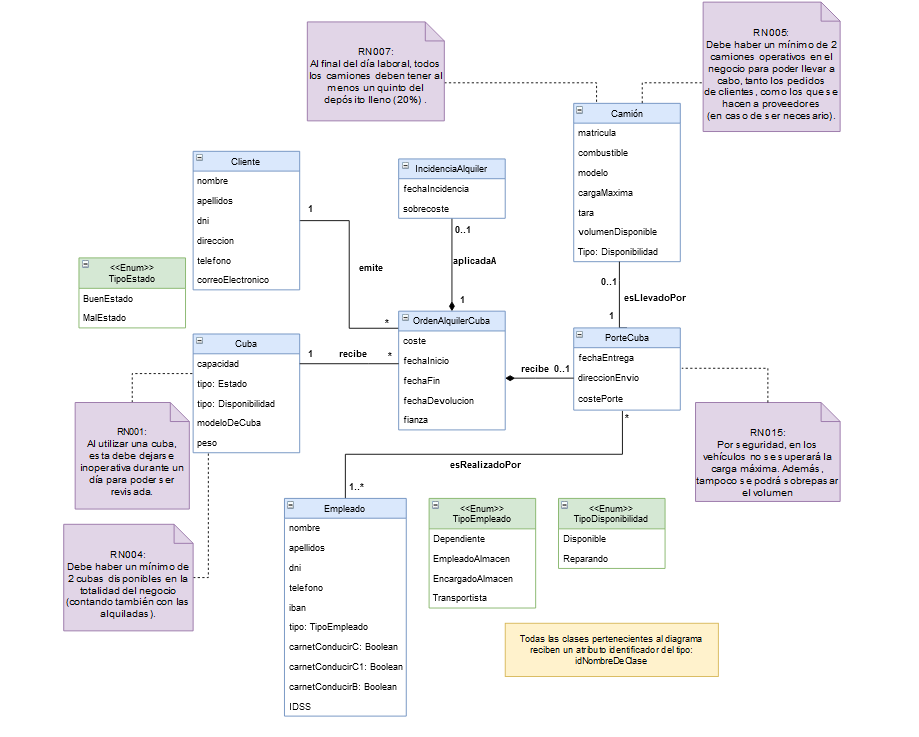 RN007:
Al final del día laboral, todos
los camiones deben tener al
menos un quinto del
depósito lleno (20%) .
RN005:
Debe haber un mínimo de 2
camiones operativos en el
negocio para poder llevar a
cabo, tanto los pedidos
de clientes, como los que se
hacen a proveedores
(en caso de ser necesario).
Camión
matricula
combustible
modelo
cargaMaxima
tara
volumenDisponible
Tipo: Disponibilidad
Cliente
nombre
apellidos
dni
direccion
telefono
correoElectronico
IncidenciaAlquiler
fechaIncidencia
sobrecoste
1
emite
*
0..1
aplicadaA
1
0..1
esLlevadoPor
1
<<Enum>>
TipoEstado
BuenEstado
MalEstado
OrdenAlquilerCuba
coste
fechaInicio
fechaFin
fechaDevolucion
fianza
PorteCuba
fechaEntrega
direccionEnvio
costePorte
Cuba
capacidad
tipo: Estado
tipo: Disponibilidad
modeloDeCuba
peso
1
recibe
*
recibe
0..1
RN001:
Al utilizar una cuba,
esta debe dejarse
inoperativa durante un
día para poder ser
revisada.
RN015:
Por seguridad, en los
vehículos no se superará la
carga máxima. Además,
tampoco se podrá sobrepasar
el volumen
*
esRealizadoPor
1..*
RN004:
Debe haber un mínimo de
2 cubas disponibles en la
totalidad del negocio
(contando también con las
alquiladas).
Empleado
nombre
apellidos
dni
telefono
iban
tipo: TipoEmpleado
carnetConducirC: Boolean
carnetConducirC1: Boolean
carnetConducirB: Boolean
IDSS
<<Enum>>
TipoEmpleado
Dependiente
EmpleadoAlmacen
EncargadoAlmacen
Transportista
<<Enum>>
TipoDisponibilidad
Disponible
Reparando
Todas las clases pertenecientes al diagrama
reciben un atributo identificador del tipo:
idNombreDeClase